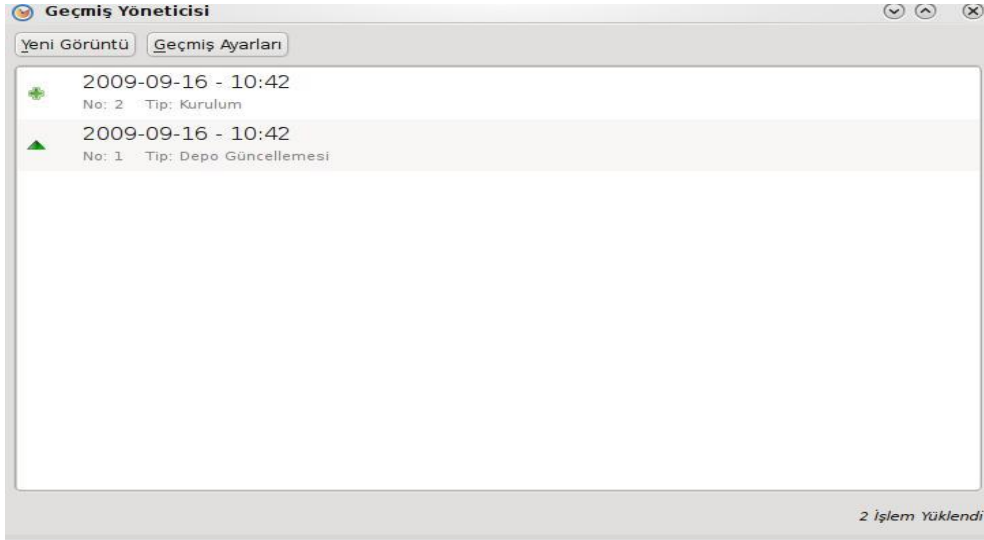 Geçmiş Yöneticisi
Yeni Görüntü Geçmiş Ayarları
2009-09-16 - 10:42
No: 2 Tip: Kurulum
2009-09-16 - 10:42
No: 1 Tip: Depo Güncellemesi
2 İşlem Yüklendi